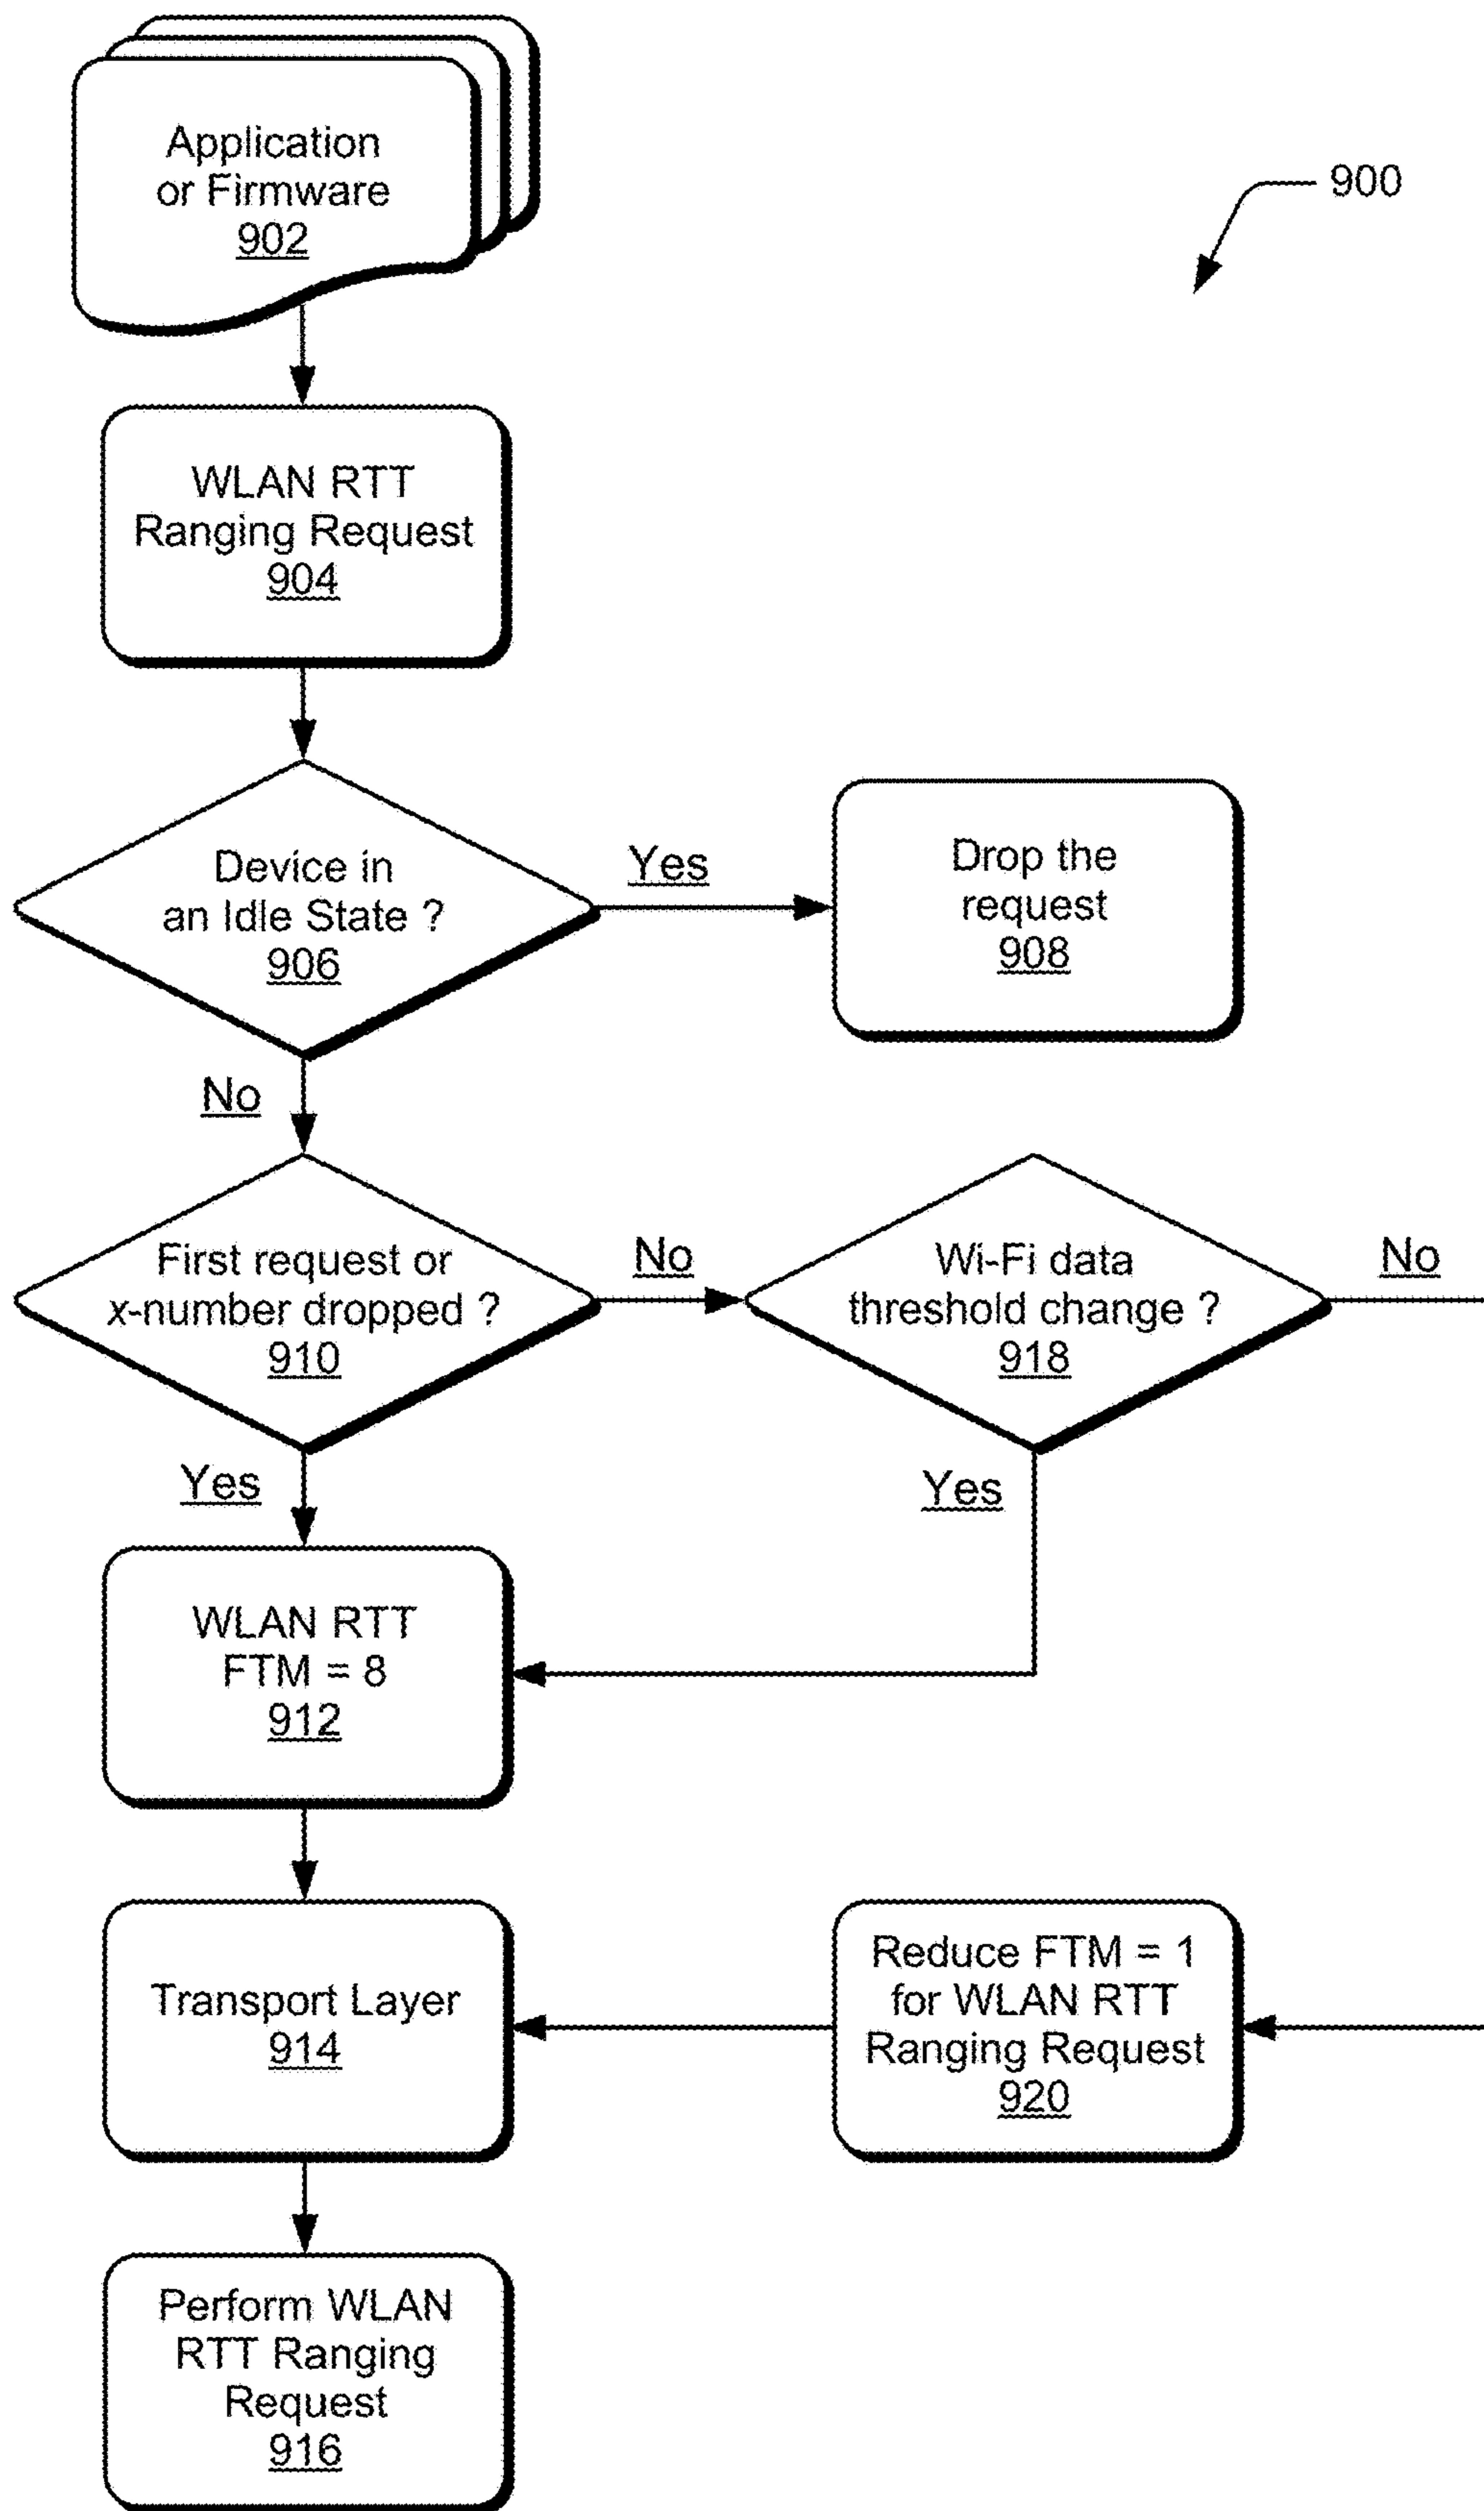 Application
or Firmware
902
900
WLAN RTT
Ranging Request
904
Device in
an Idle State ?
906
Yes
Drop the
request
908
No
First request or
x-number dropped ?
910
No
Wi-Fi data
threshold change ?
918
No
Yes
Yes
WLAN RTT
FTM = 8
912
Transport Layer
914
Reduce FTM = 1
for WLAN RTT
Ranging Request
920
Perform WLAN
RTT Ranging
Request
916